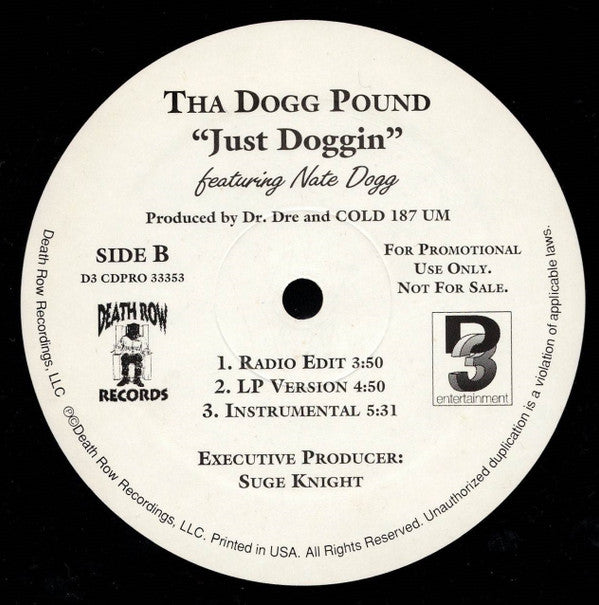 THA DOGG POUND
“Just Doggin”
featuring Nate Dogg
Produced by Dr. Dre and COLD 187 UM
SIDE B
D3 CDPRO 33353
FOR PROMOTIONAL
USE ONLY.
NOT FOR SALE.
DEATH ROW
RECORDS
D3
entertainment
1. RADIO EDIT 3:50
2. LP VERSION 4:50
3. INSTRUMENTAL 5:31
EXECUTIVE PRODUCER:
SUGE KNIGHT
Death Row Recordings, LLC ℗©Death Row Recordings, LLC. Printed in USA. All Rights Reserved. Unauthorized duplication is a violation of applicable laws.